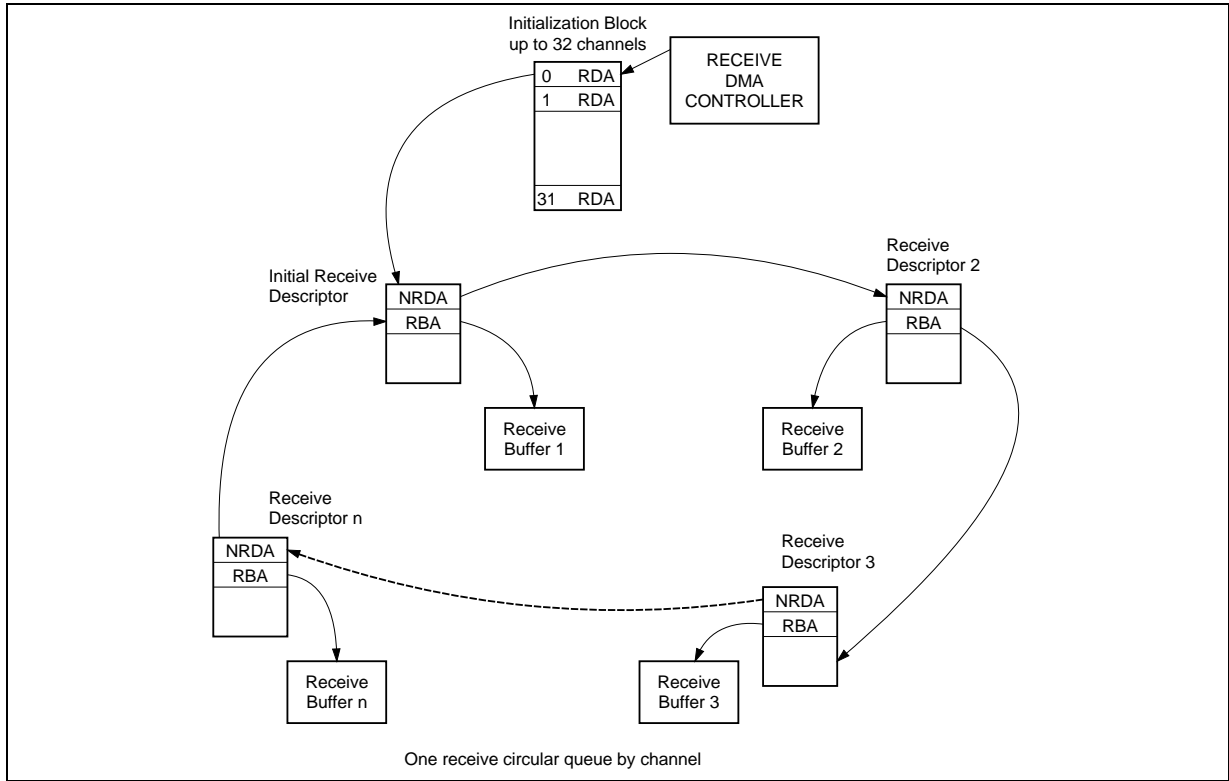 Initialization Block
up to 32 channels
0 RDA
1 RDA
31 RDA
RECEIVE
DMA
CONTROLLER
Initial Receive
Descriptor
NRDA
RBA
Receive
Buffer 1
Receive
Descriptor 2
NRDA
RBA
Receive
Buffer 2
Receive
Descriptor n
NRDA
RBA
Receive
Buffer n
Receive
Descriptor 3
NRDA
RBA
Receive
Buffer 3
One receive circular queue by channel